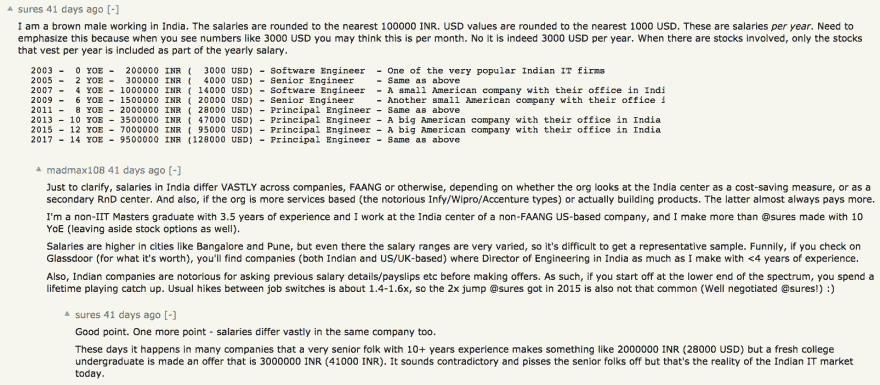 sures 41 days ago [-]
I am a brown male working in India. The salaries are rounded to the nearest 100000 INR. USD values are rounded to the nearest 1000 USD. These are salaries per year. Need to
emphasize this because when you see numbers like 3000 USD you may think this is per month. No it is indeed 3000 USD per year. When there are stocks involved, only the stocks
that vest per year is included as part of the yearly salary.
2003 - 0 YOE - 200000 INR ( 3000 USD) - Software Engineer - One of the very popular Indian IT firms
2005 - 2 YOE - 300000 INR ( 4000 USD) - Senior Engineer - Same as above
2007 - 4 YOE - 1000000 INR ( 14000 USD) - Software Engineer - A small American company with their office in Indi
2009 - 6 YOE - 1500000 INR ( 20000 USD) - Senior Engineer - Another small American company with their office i
2011 - 8 YOE - 2000000 INR ( 28000 USD) - Principal Engineer - Same as above
2013 - 10 YOE - 3500000 INR ( 47000 USD) - Principal Engineer - A big American company with their office in India
2015 - 12 YOE - 7000000 INR ( 95000 USD) - Principal Engineer - A big American company with their office in India
2017 - 14 YOE - 9500000 INR (128000 USD) - Principal Engineer - Same as above
madmax108 41 days ago [-]
Just to clarify, salaries in India differ VASTLY across companies, FAANG or otherwise, depending on whether the org looks at the India center as a cost-saving measure, or as a
secondary RnD center. And also, if the org is more services based (the notorious Infy/Wipro/Accenture types) or actually building products. The latter almost always pays more.
I'm a non-IIT Masters graduate with 3.5 years of experience and I work at the India center of a non-FAANG US-based company, and I make more than @sures made with 10
YoE (leaving aside stock options as well).
Salaries are higher in cities like Bangalore and Pune, but even there the salary ranges are very varied, so it's difficult to get a representative sample. Funnily, if you check on
Glassdoor (for what it's worth), you'll find companies (both Indian and US/UK-based) where Director of Engineering in India as much as I make with <4 years of experience.
Also, Indian companies are notorious for asking previous salary details/payslips etc before making offers. As such, if you start off at the lower end of the spectrum, you spend a
lifetime playing catch up. Usual hikes between job switches is about 1.4-1.6x, so the 2x jump @sures got in 2015 is also not that common (Well negotiated @sures!) :)
sures 41 days ago [-]
Good point. One more point - salaries differ vastly in the same company too.
These days it happens in many companies that a very senior folk with 10+ years experience makes something like 2000000 INR (28000 USD) but a fresh college
undergraduate is made an offer that is 3000000 INR (41000 INR). It sounds contradictory and pisses the senior folks off but that's the reality of the Indian IT market
today.